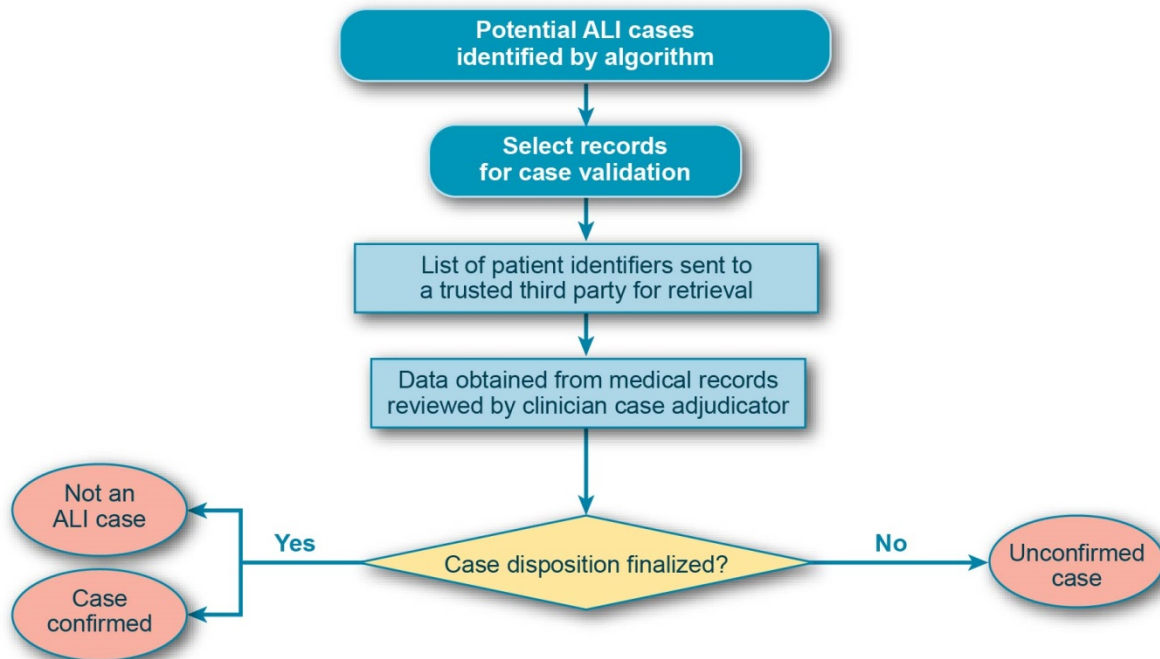 Potential ALI cases
identified by algorithm
Select records
for case validation
List of patient identifiers sent to
a trusted third party for retrieval
Data obtained from medical records
reviewed by clinician case adjudicator
Case disposition finalized?
Yes
Not an
ALI case
Case
confirmed
No
Unconfirmed
case